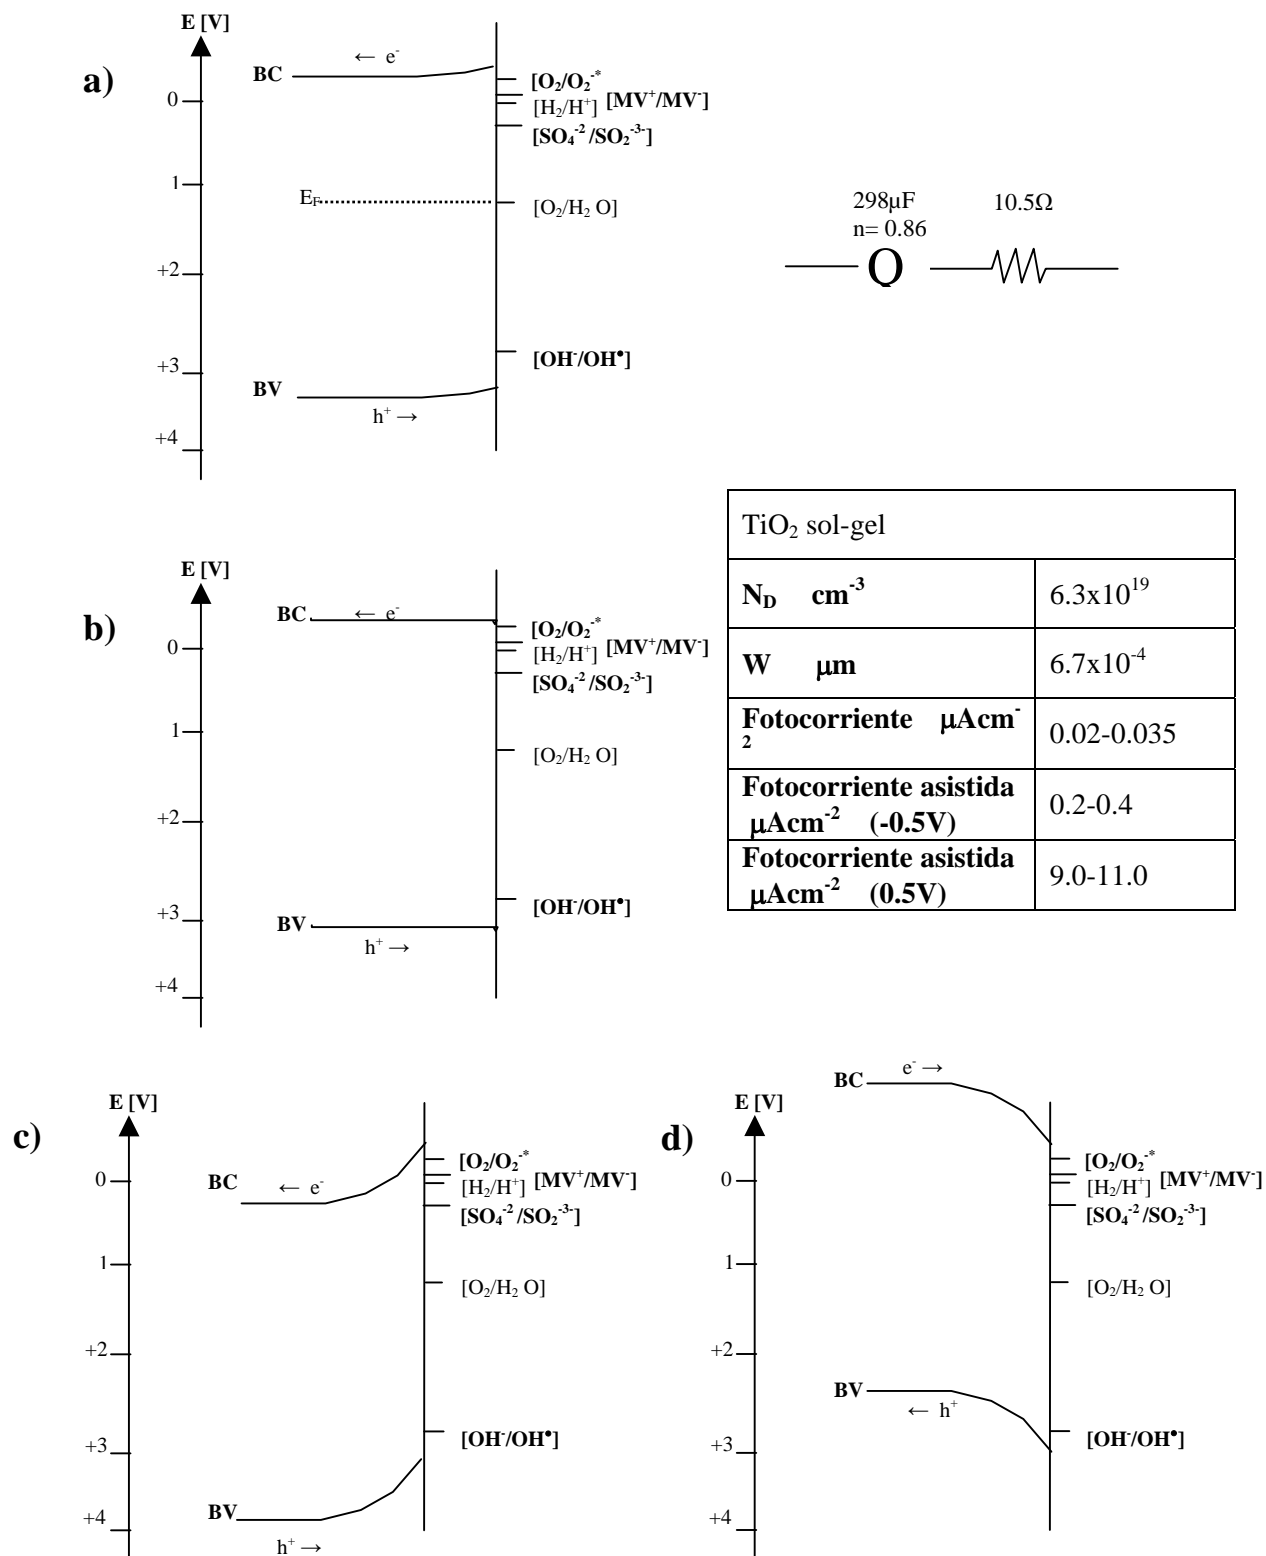 a)
E [V]
BC
← e-
0
1
+2
+3
+4
EF
BV
h+ →
[O2/O2-*
[H2/H+] [MV+/MV-]
[SO4-2 /SO2-3-]
[O2/H2 O]
[OH-/OH•]
298µF
n= 0.86
10.5Ω
Q
b)
E [V]
BC
← e-
0
1
+2
+3
+4
BV
h+ →
[O2/O2-*
[H2/H+] [MV+/MV-]
[SO4-2 /SO2-3-]
[O2/H2 O]
[OH-/OH•]
TiO2 sol-gel
ND cm-3
6.3x10^19
W µm
6.7x10^-4
Fotocorriente µAcm-
2
0.02-0.035
Fotocorriente asistida
µAcm-2 (-0.5V)
0.2-0.4
Fotocorriente asistida
µAcm-2 (0.5V)
9.0-11.0
c)
E [V]
BC
← e-
0
1
+2
+3
+4
BV
h+ →
[O2/O2-*
[H2/H+] [MV+/MV-]
[SO4-2 /SO2-3-]
[O2/H2 O]
[OH-/OH•]
d)
E [V]
BC
e- →
0
1
+2
+3
+4
BV
← h+
[O2/O2-*
[H2/H+] [MV+/MV-]
[SO4-2 /SO2-3-]
[O2/H2 O]
[OH-/OH•]